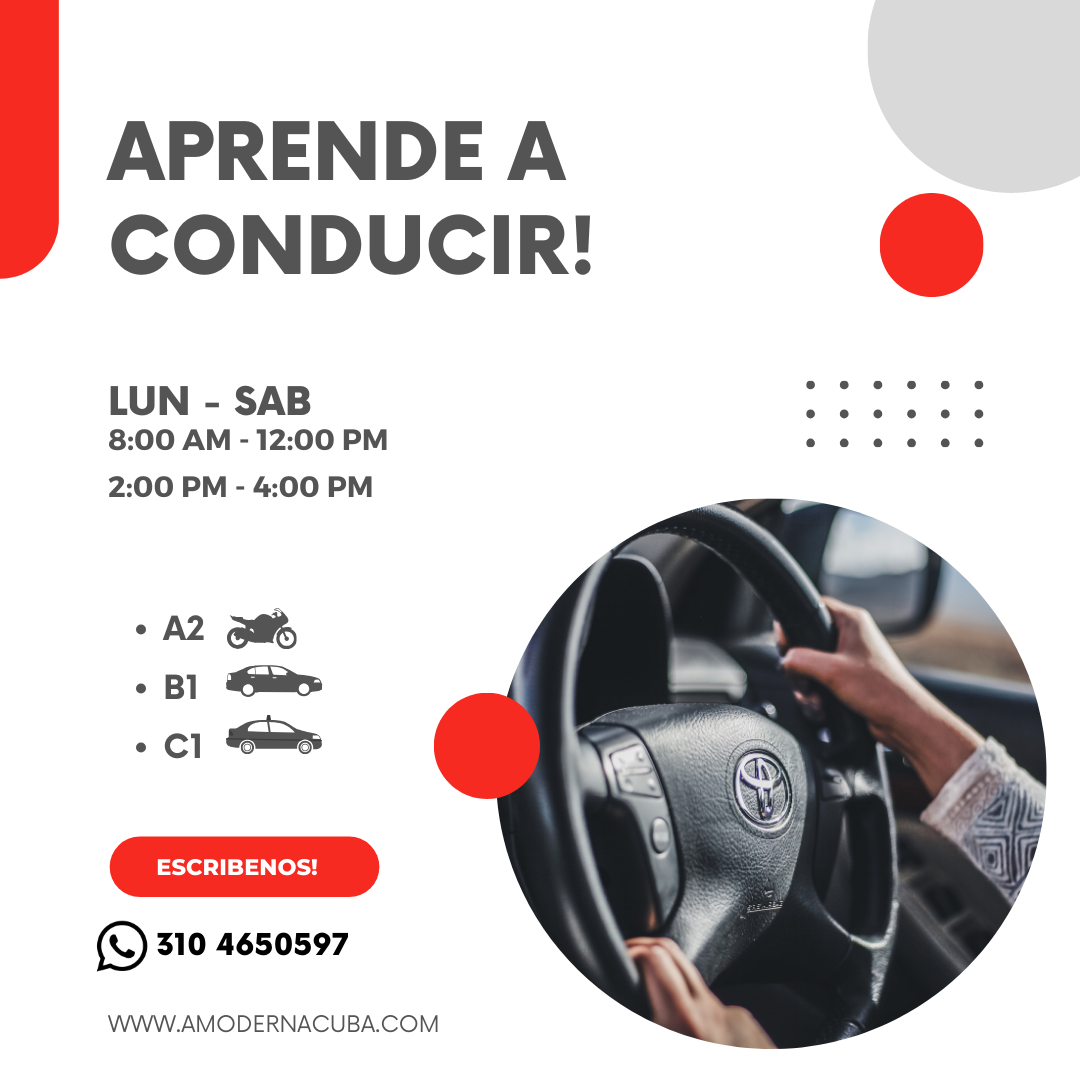 APRENDE A
CONDUCIR!
LUN - SAB
8:00 AM - 12:00 PM
2:00 PM - 4:00 PM
• A2
• B1
• C1
ESCRIBENOS!
310 4650597
WWW.AMODERNACUBA.COM